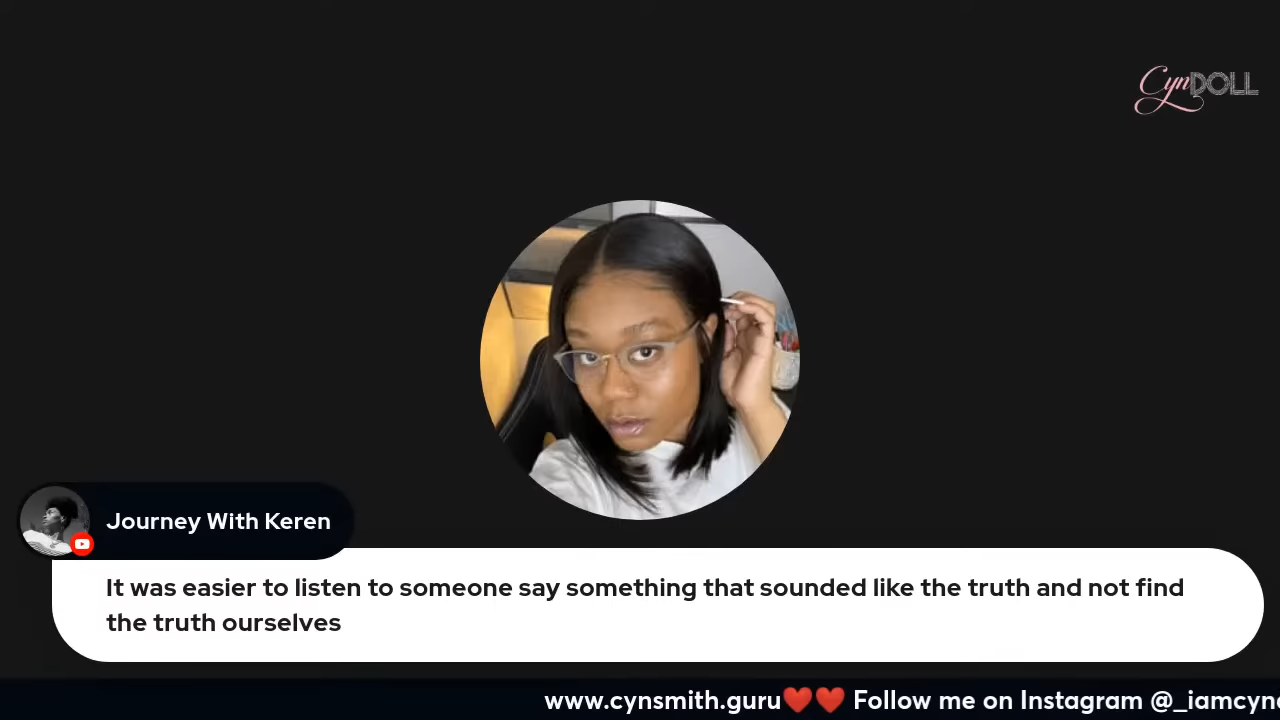 CynDOLL
Journey With Keren
It was easier to listen to someone say something that sounded like the truth and not find
the truth ourselves
www.cynsmith.guru❤️❤️ Follow me on Instagram @_iamcyn